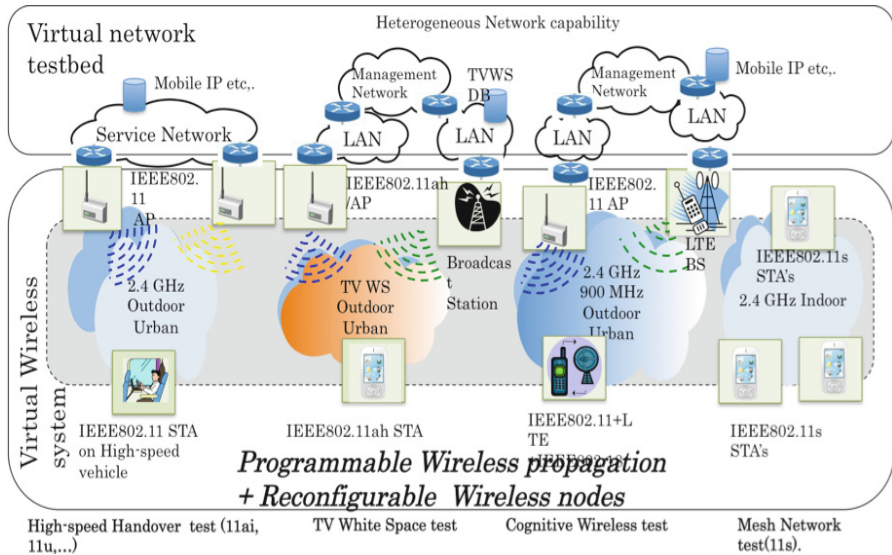 Heterogeneous Network capability
Virtual network
testbed
Mobile IP etc,.
Service Network
Management
Network
LAN
TVWS
DB
LAN
Management
Network
LAN
Mobile IP etc,.
LAN
IEEE802.
11
AP
IEEE802.11ah
/AP
Broadcas
t
Station
IEEE802.
11 AP
LTE
BS
IEEE802.11s
STA's
2.4 GHz Indoor
2.4 GHz
Outdoor
Urban
TV WS
Outdoor
Urban
2.4 GHz
900 MHz
Outdoor
Urban
Virtual Wireless
system
IEEE802.11 STA
on High-speed
vehicle
IEEE802.11ah STA
IEEE802.11+L
TE
IEEE802.11s
STA's
Programmable Wireless propagation
+ Reconfigurable Wireless nodes
High-speed Handover test (11ai,
11u,...)
TV White Space test
Cognitive Wireless test
Mesh Network
test(11s).